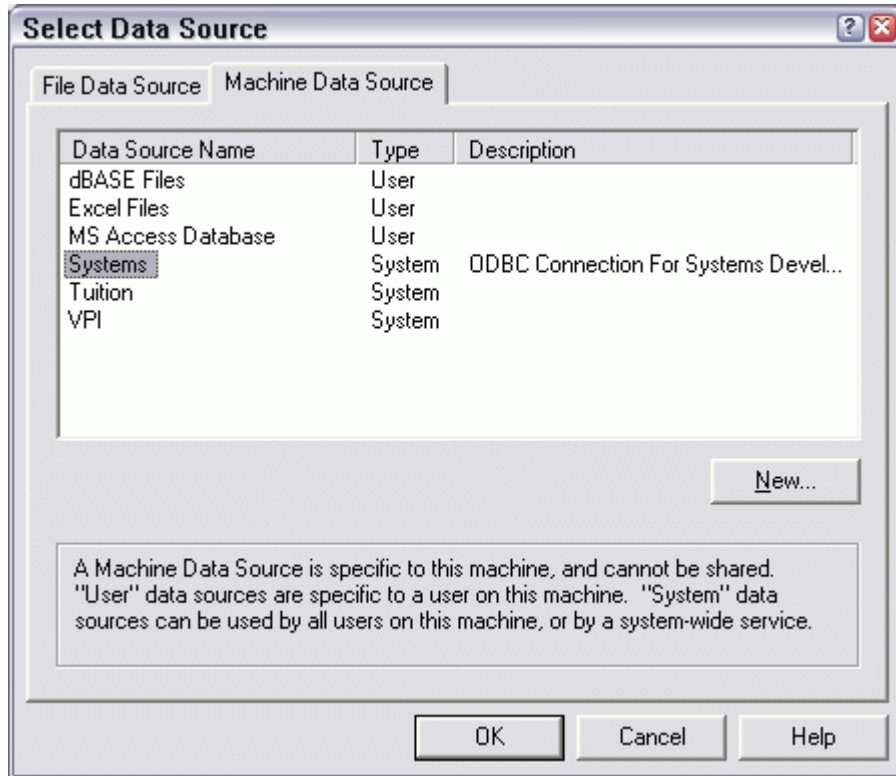 Select Data Source
File Data Source Machine Data Source
Data Source Name Type Description
dBASE Files User
Excel Files User
MS Access Database User
Systems System ODBC Connection For Systems Devel...
Tuition System
VPI System
New...
A Machine Data Source is specific to this machine, and cannot be shared.
"User" data sources are specific to a user on this machine. "System" data
sources can be used by all users on this machine, or by a system-wide service.
OK Cancel Help